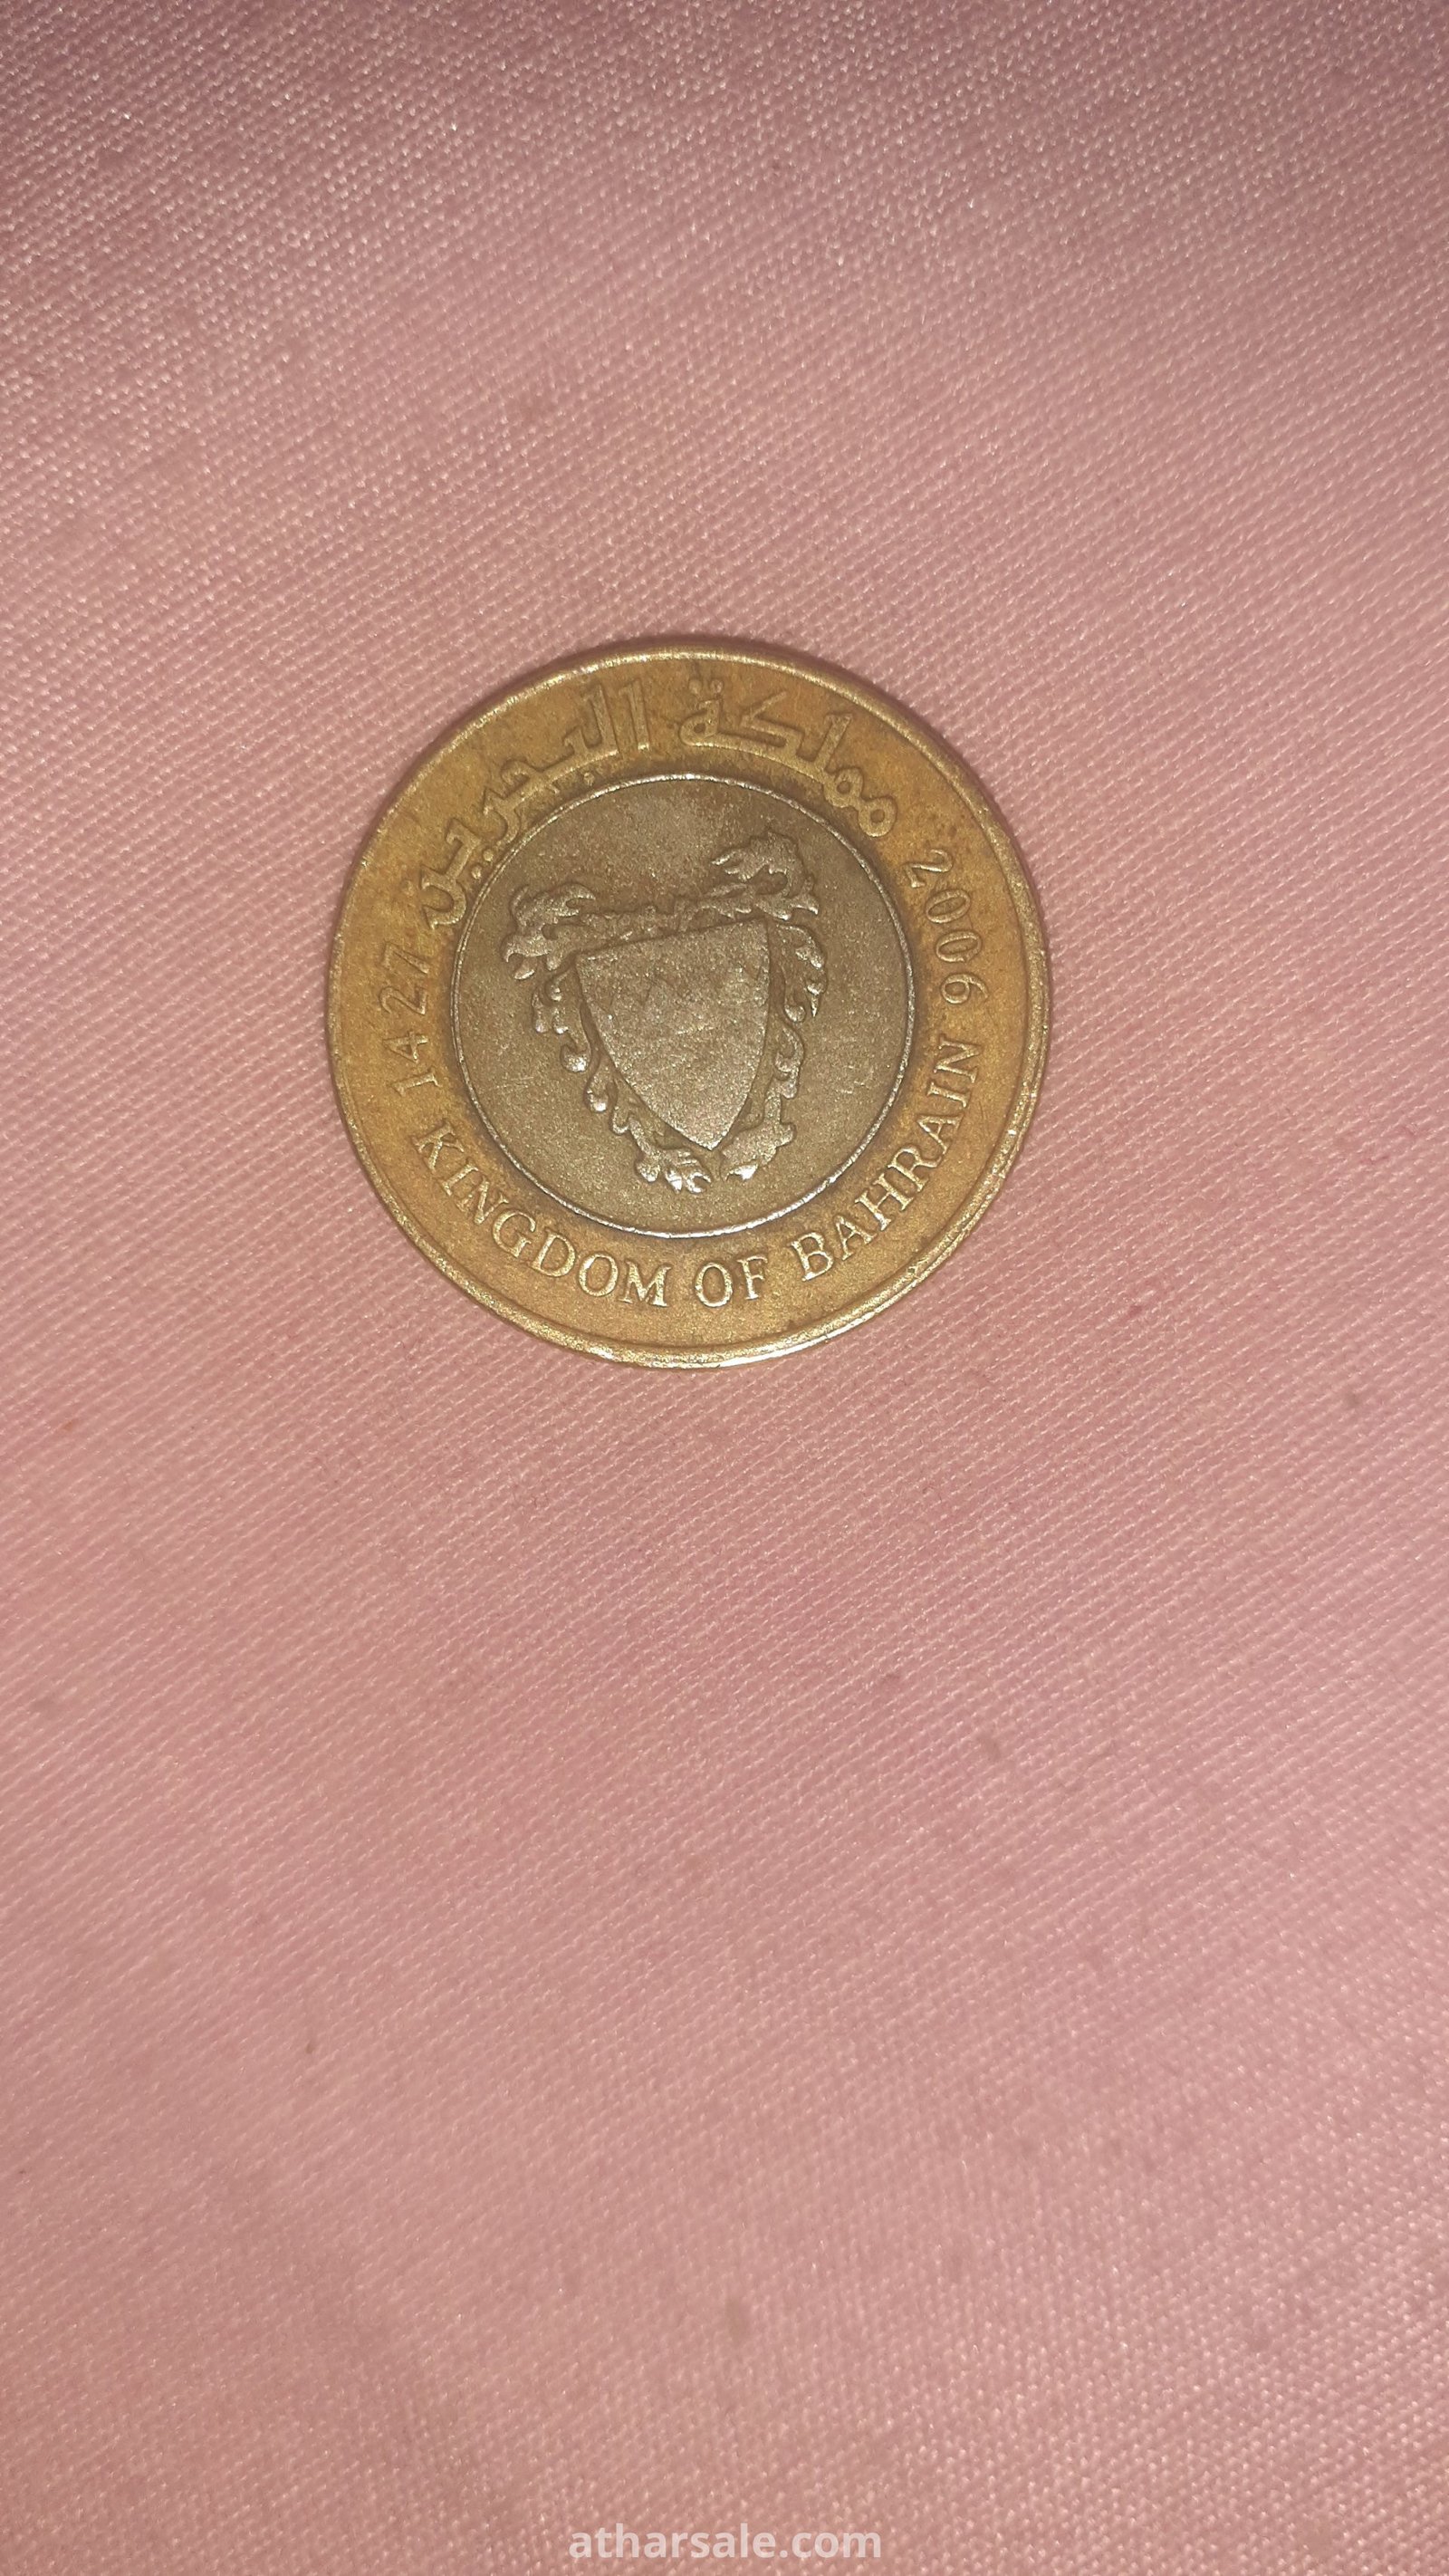 مملكة البحرين
1427
2006
KINGDOM OF BAHRAIN
atharsale.com